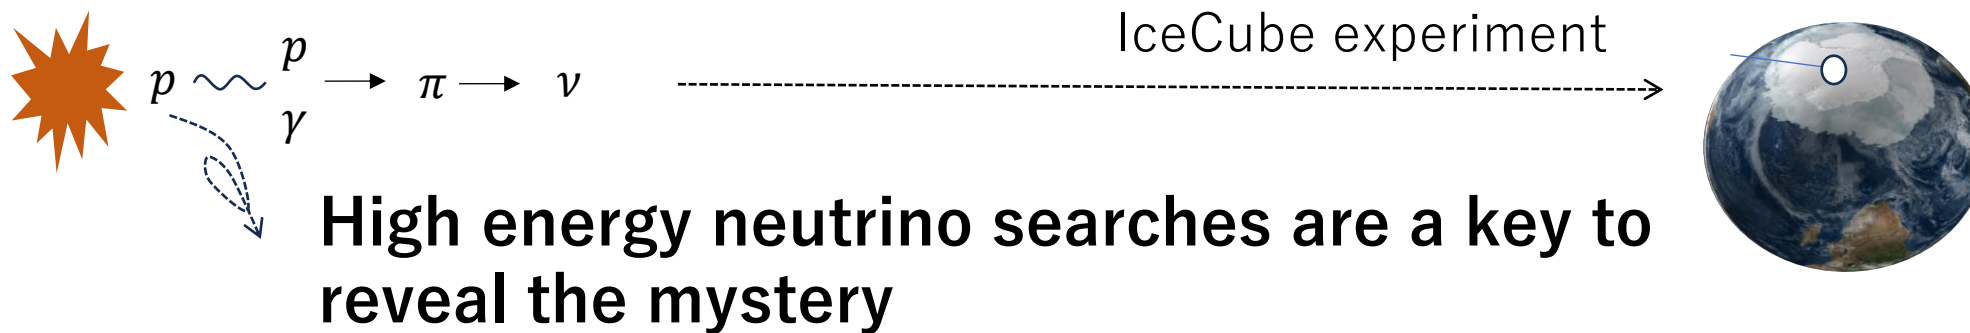 IceCube experiment
p
p
γ
π
ν
High energy neutrino searches are a key to
reveal the mystery